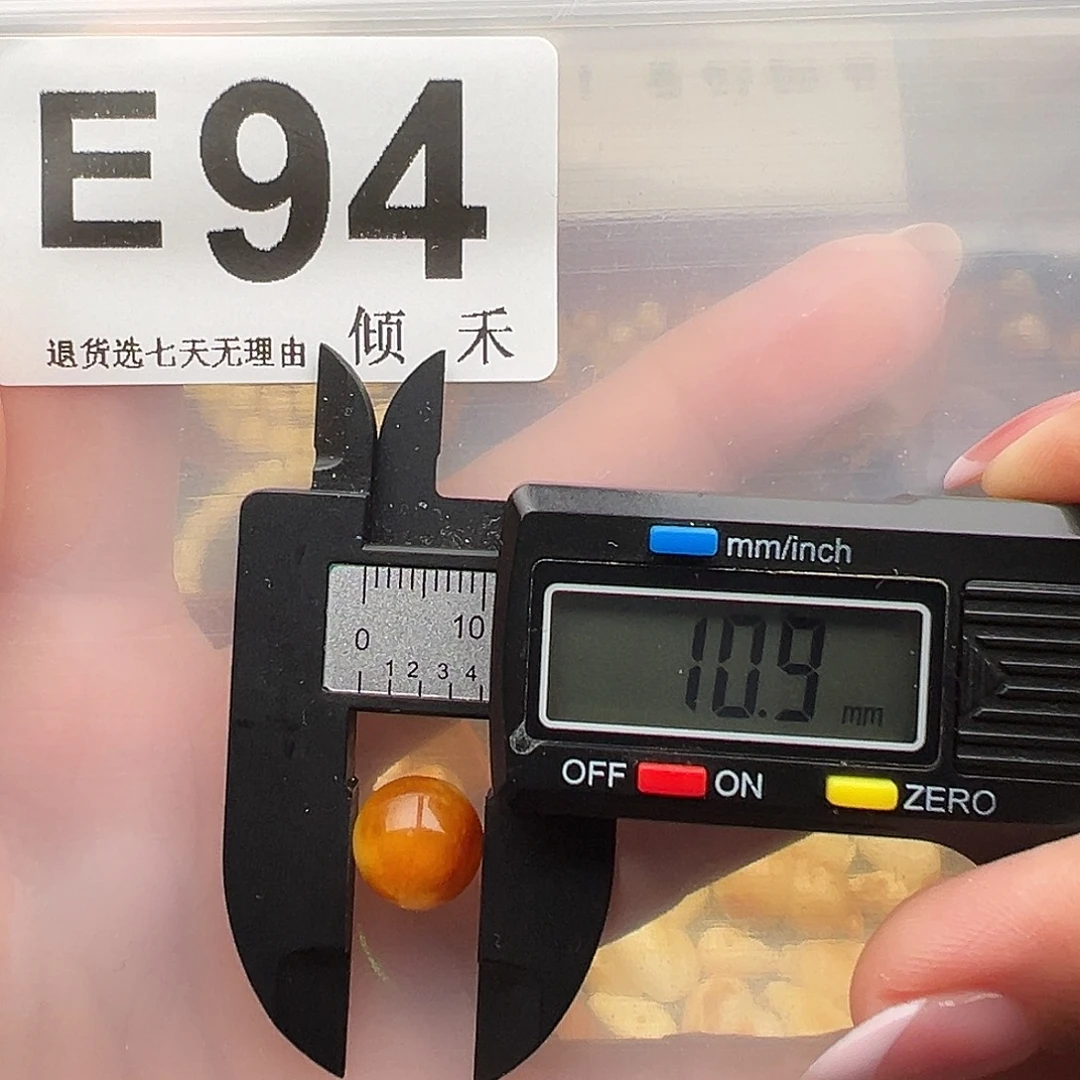 E94
退货选七天无理由 倾 禾
mm/inch
0 10
1 2 3 4
10.9 mm
OFF ON ZERO